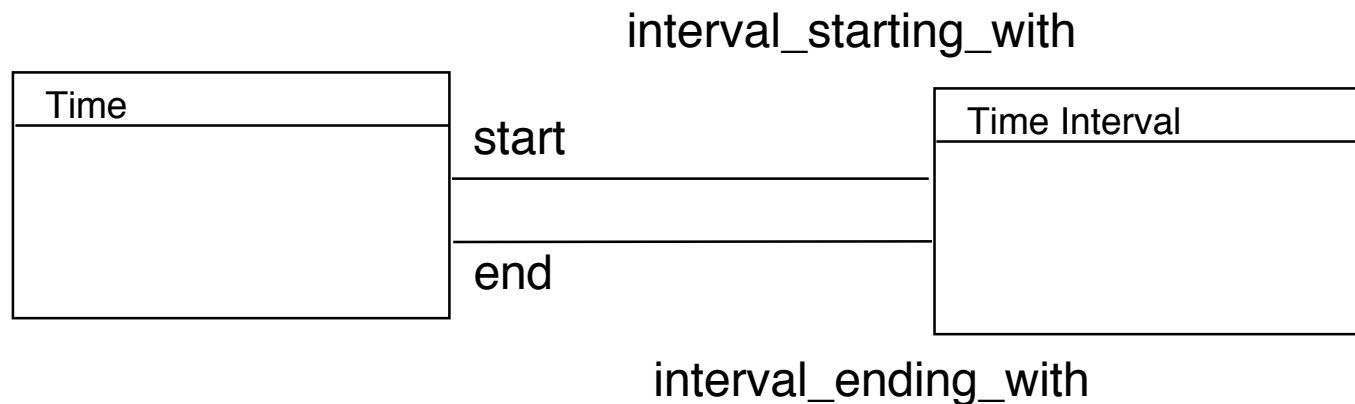 interval_starting_with
Time
Time Interval
start
end
interval_ending_with